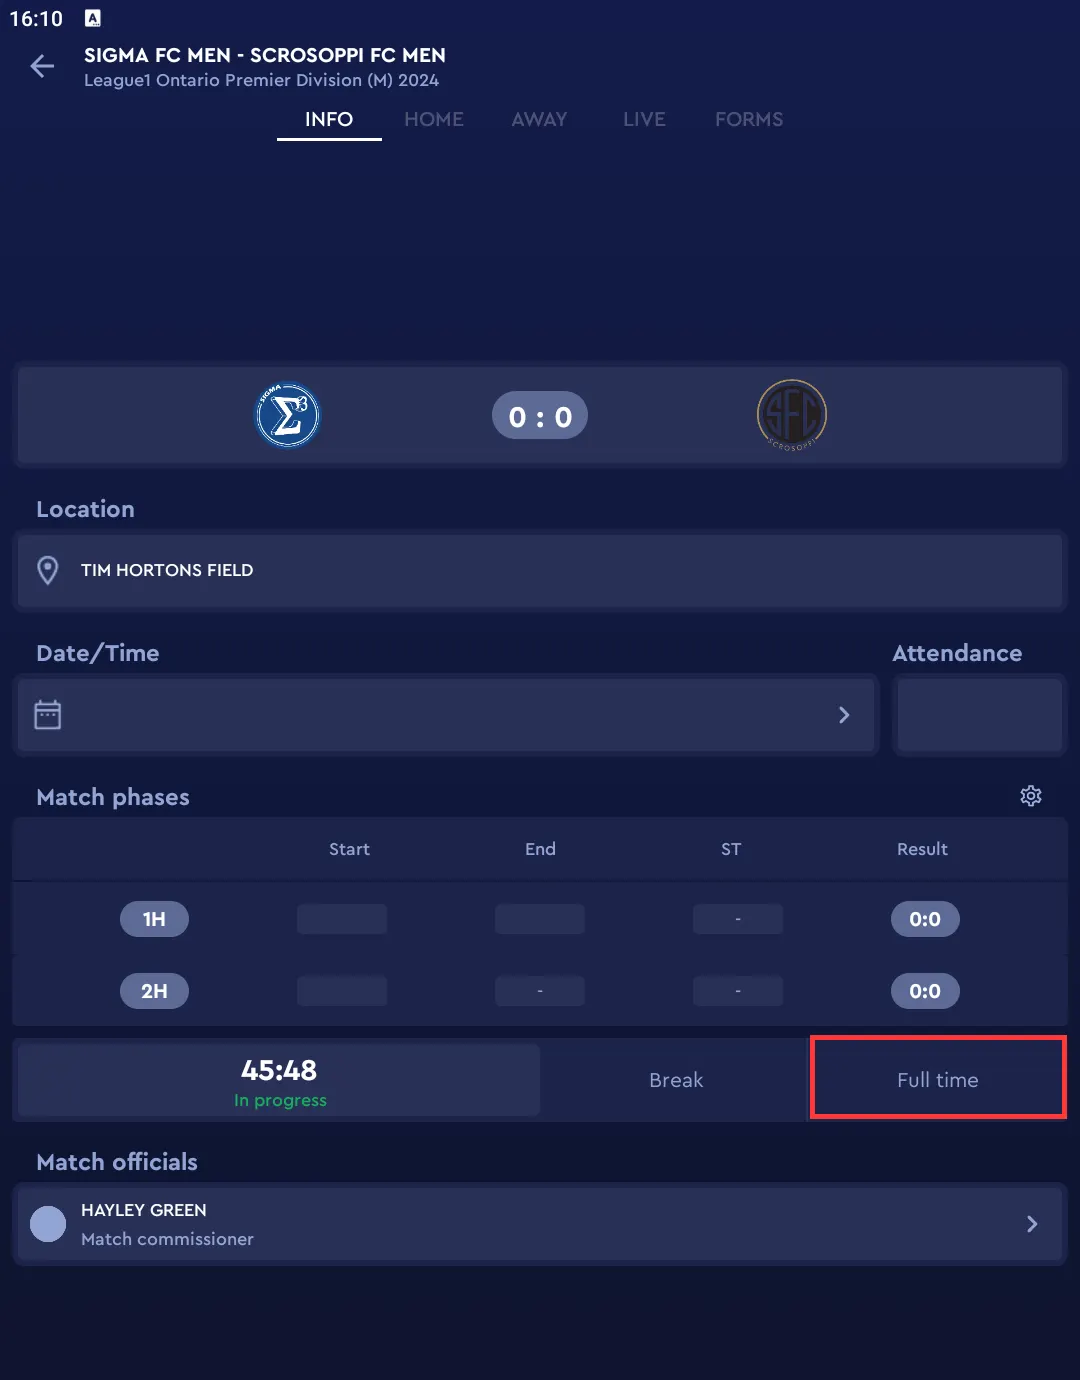 16:10 A
SIGMA FC MEN - SCROSOPPI FC MEN
League1 Ontario Premier Division (M) 2024
INFO HOME AWAY LIVE FORMS
SIGMA
Σ
0 : 0
SFC
SCROSOPPI
Location
TIM HORTONS FIELD
Date/Time Attendance
Match phases
Start End ST Result
1H - 0:0
2H - - 0:0
45:48
In progress
Break
Full time
Match officials
HAYLEY GREEN
Match commissioner